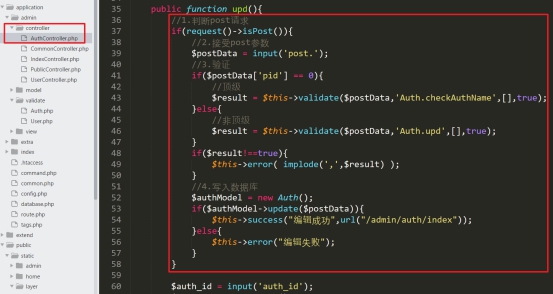 application
admin
controller
AuthController.php
CommonController.php
IndexController.php
PublicController.php
UserController.php
model
validate
Auth.php
User.php
view
extra
index
.htaccess
command.php
common.php
config.php
database.php
route.php
tags.php
extend
public
static
admin
home
layer
35 public function upd(){
36 //1.判断post请求
37 if(request()->isPost()){
38 //2.接受post参数
39 $postData = input('post.');
40 //3.验证
41 if($postData['pid'] == 0){
42 //顶级
43 $result = $this->validate($postData,'Auth.checkAuthName',[],true);
44 }else{
45 //非顶级
46 $result = $this->validate($postData,'Auth.upd',[],true);
47 }
48 if($result!==true){
49 $this->error( implode(',',$result) );
50 }
51 //4.写入数据库
52 $authModel = new Auth();
53 if($authModel->update($postData)){
54 $this->success("编辑成功",url("/admin/auth/index"));
55 }else{
56 $this->error("编辑失败");
57 }
58 }
59
60 $auth_id = input('auth_id');